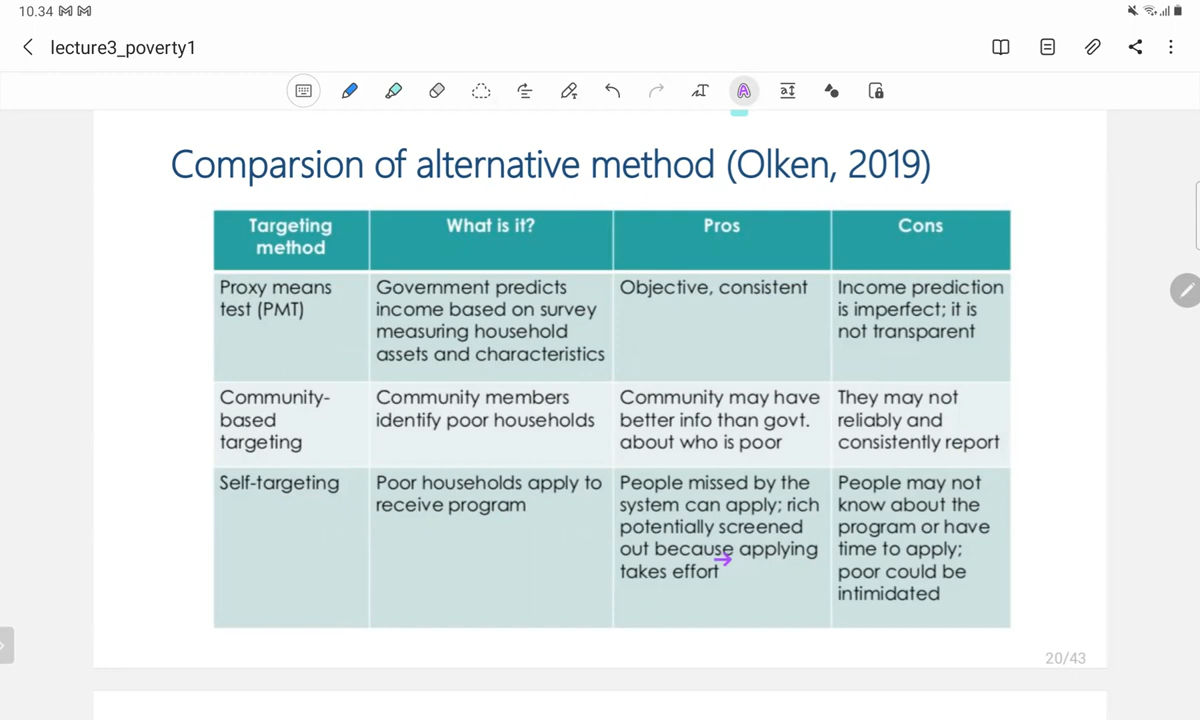 10.34
lecture3_poverty1
Comparsion of alternative method (Olken, 2019)
Targeting
method
What is it?
Pros
Cons
Proxy means
test (PMT)
Government predicts
income based on survey
measuring household
assets and characteristics
Objective, consistent
Income prediction
is imperfect; it is
not transparent
Community-
based
targeting
Community members
identify poor households
Community may have
better info than govt.
about who is poor
They may not
reliably and
consistently report
Self-targeting
Poor households apply to
receive program
People missed by the
system can apply; rich
potentially screened
out because applying
takes effort
People may not
know about the
program or have
time to apply;
poor could be
intimidated
20/43